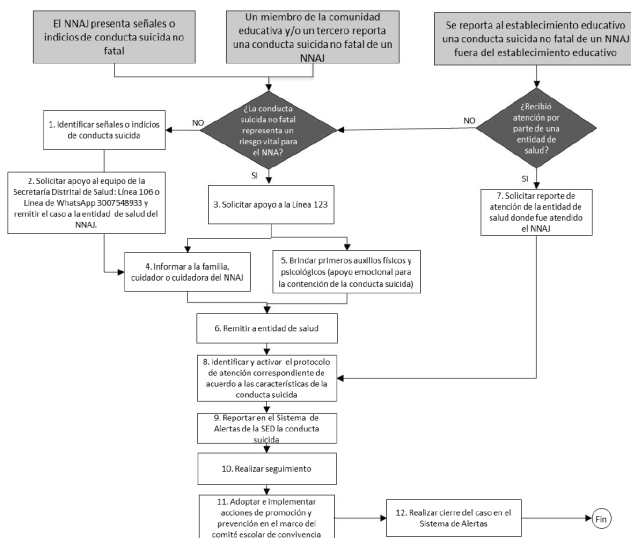 El NNAJ presenta señales o
indicios de conducta suicida no
fatal
Un miembro de la comunidad
educativa y/o un tercero reporta
una conducta suicida no fatal de un
NNAJ
Se reporta al establecimiento educativo
una conducta suicida no fatal de un NNAJ
fuera del establecimiento educativo
¿La conducta
suicida no fatal
representa un
riesgo vital para
el NNA?
NO
SI
¿Recibió
atención por
parte de una
entidad de
salud?
NO
SI
1. Identificar señales o indicios
de conducta suicida
2. Solicitar apoyo al equipo de la
Secretaría Distrital de Salud: Línea 106 o
Línea de WhatsApp 3007548933 y
remitir el caso a la entidad de salud del
NNAJ.
3. Solicitar apoyo a la Línea 123
7. Solicitar reporte de
atención de la entidad de
salud donde fue atendido
el NNAJ
4. Informar a la familia,
cuidador o cuidadora del NNAJ
5. Brindar primeros auxilios físicos y
psicológicos (apoyo emocional para
la contención de la conducta suicida)
6. Remitir a entidad de salud
8. Identificar y activar el protocolo
de atención correspondiente de
acuerdo a las características de la
conducta suicida
9. Reportar en el Sistema de
Alertas de la SED la conducta
suicida
10. Realizar seguimiento
11. Adoptar e implementar
acciones de promoción y
prevención en el marco del
comité escolar de convivencia
12. Realizar cierre del caso en el
Sistema de Alertas
Fin